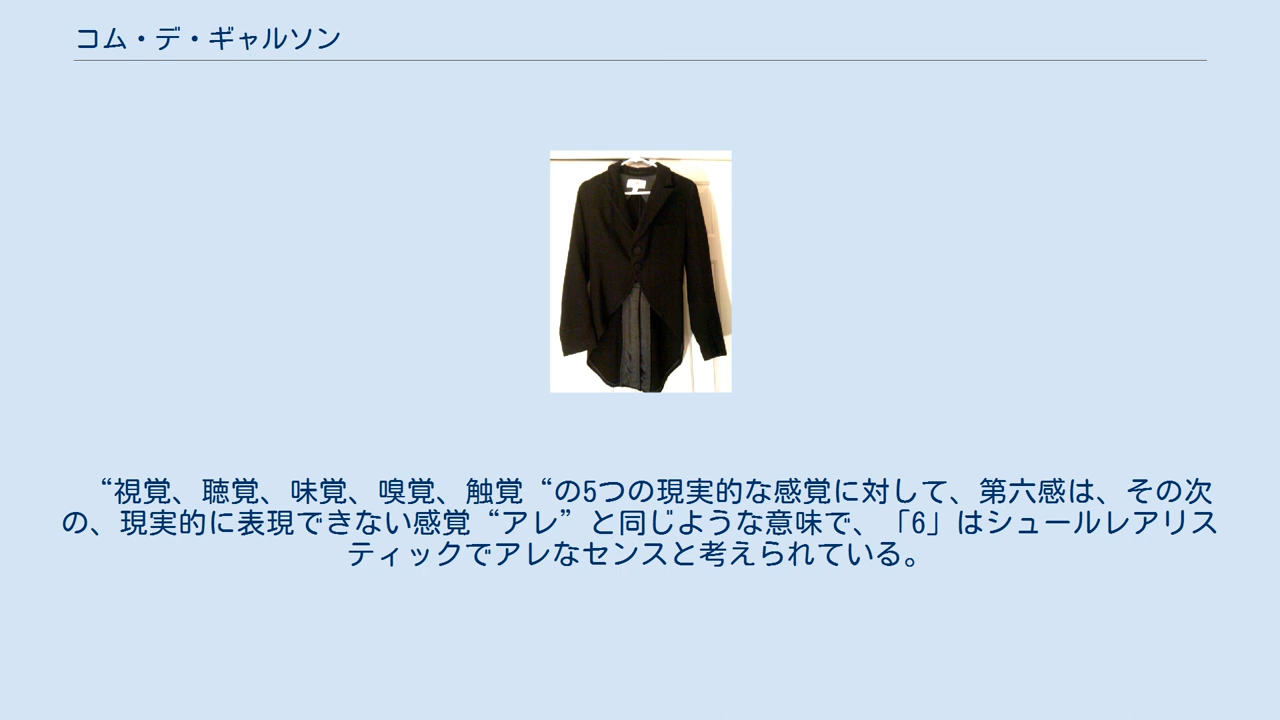 コム・デ・ギャルソン
“視覚、聴覚、味覚、嗅覚、触覚“の5つの現実的な感覚に対して、第六感は、その次
の、現実的に表現できない感覚“アレ”と同じような意味で、「6」はシュールレアリス
ティックでアレなセンスと考えられている。